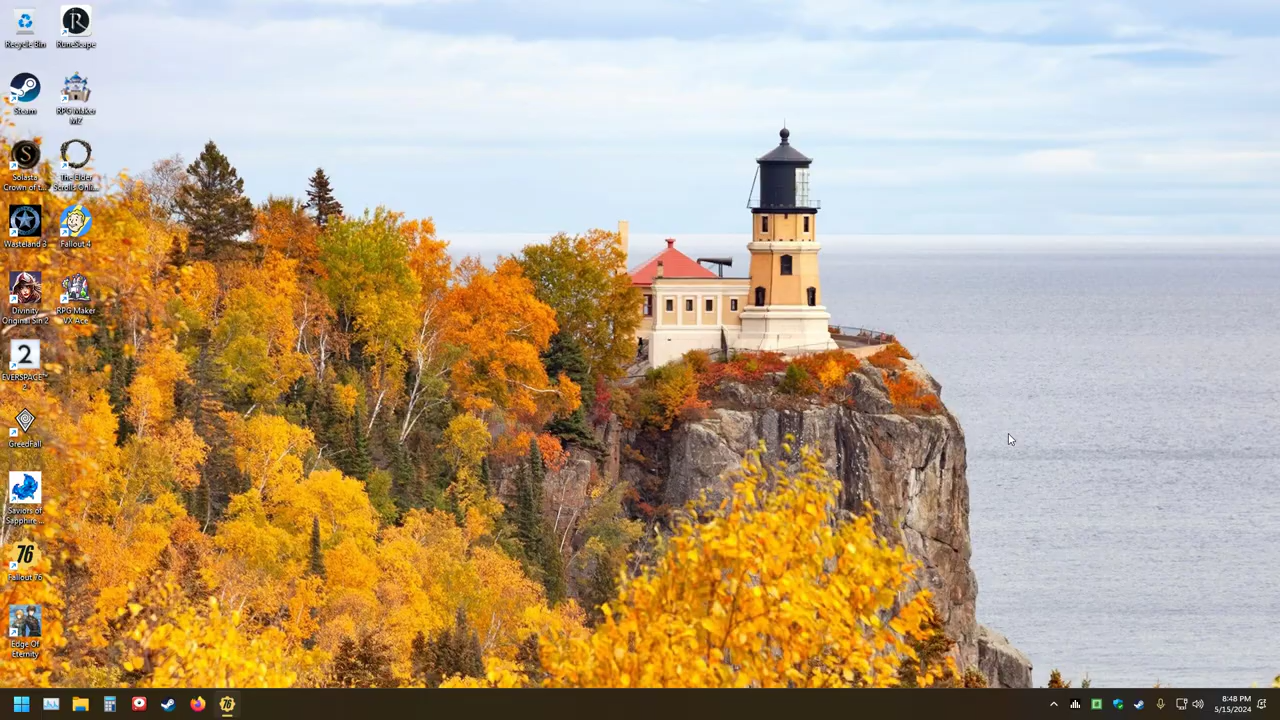 Recycle Bin
RuneScape
Steam
RPG Maker
MZ
Solasta
Crown of t...
The Elder
Scrolls Onli...
Wasteland 3
Fallout 4
Divinity
Original Sin 2
RPG Maker
VX Ace
2
EVERSPACE™
2
GreedFall
Saviors of
Sapphire ...
76
Fallout 76
Edge Of
Eternity
76
8:48 PM
5/15/2024